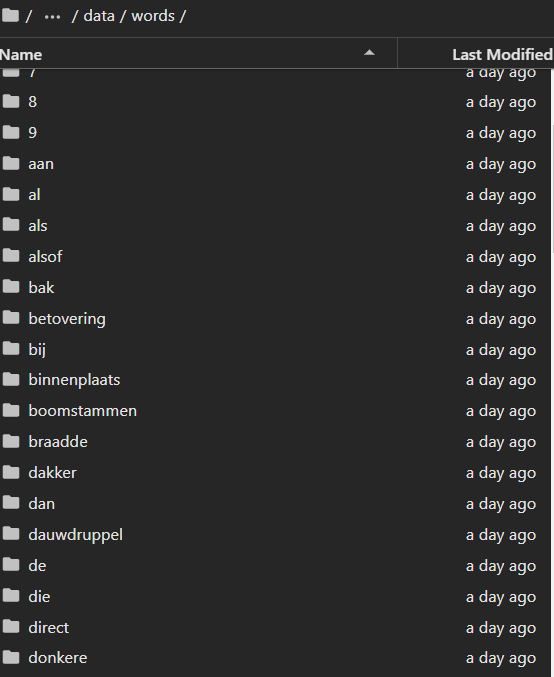 / ··· / data / words /
Name Last Modified
7 a day ago
8 a day ago
9 a day ago
aan a day ago
al a day ago
als a day ago
alsof a day ago
bak a day ago
betovering a day ago
bij a day ago
binnenplaats a day ago
boomstammen a day ago
braadde a day ago
dakker a day ago
dan a day ago
dauwdruppel a day ago
de a day ago
die a day ago
direct a day ago
donkere a day ago